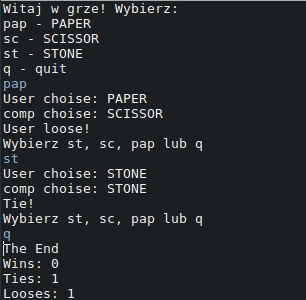 Witaj w grze! Wybierz:
pap - PAPER
sc - SCISSOR
st - STONE
q - quit
pap
User choise: PAPER
comp choise: SCISSOR
User loose!
Wybierz st, sc, pap lub q
st
User choise: STONE
comp choise: STONE
Tie!
Wybierz st, sc, pap lub q
q
The End
Wins: 0
Ties: 1
Looses: 1